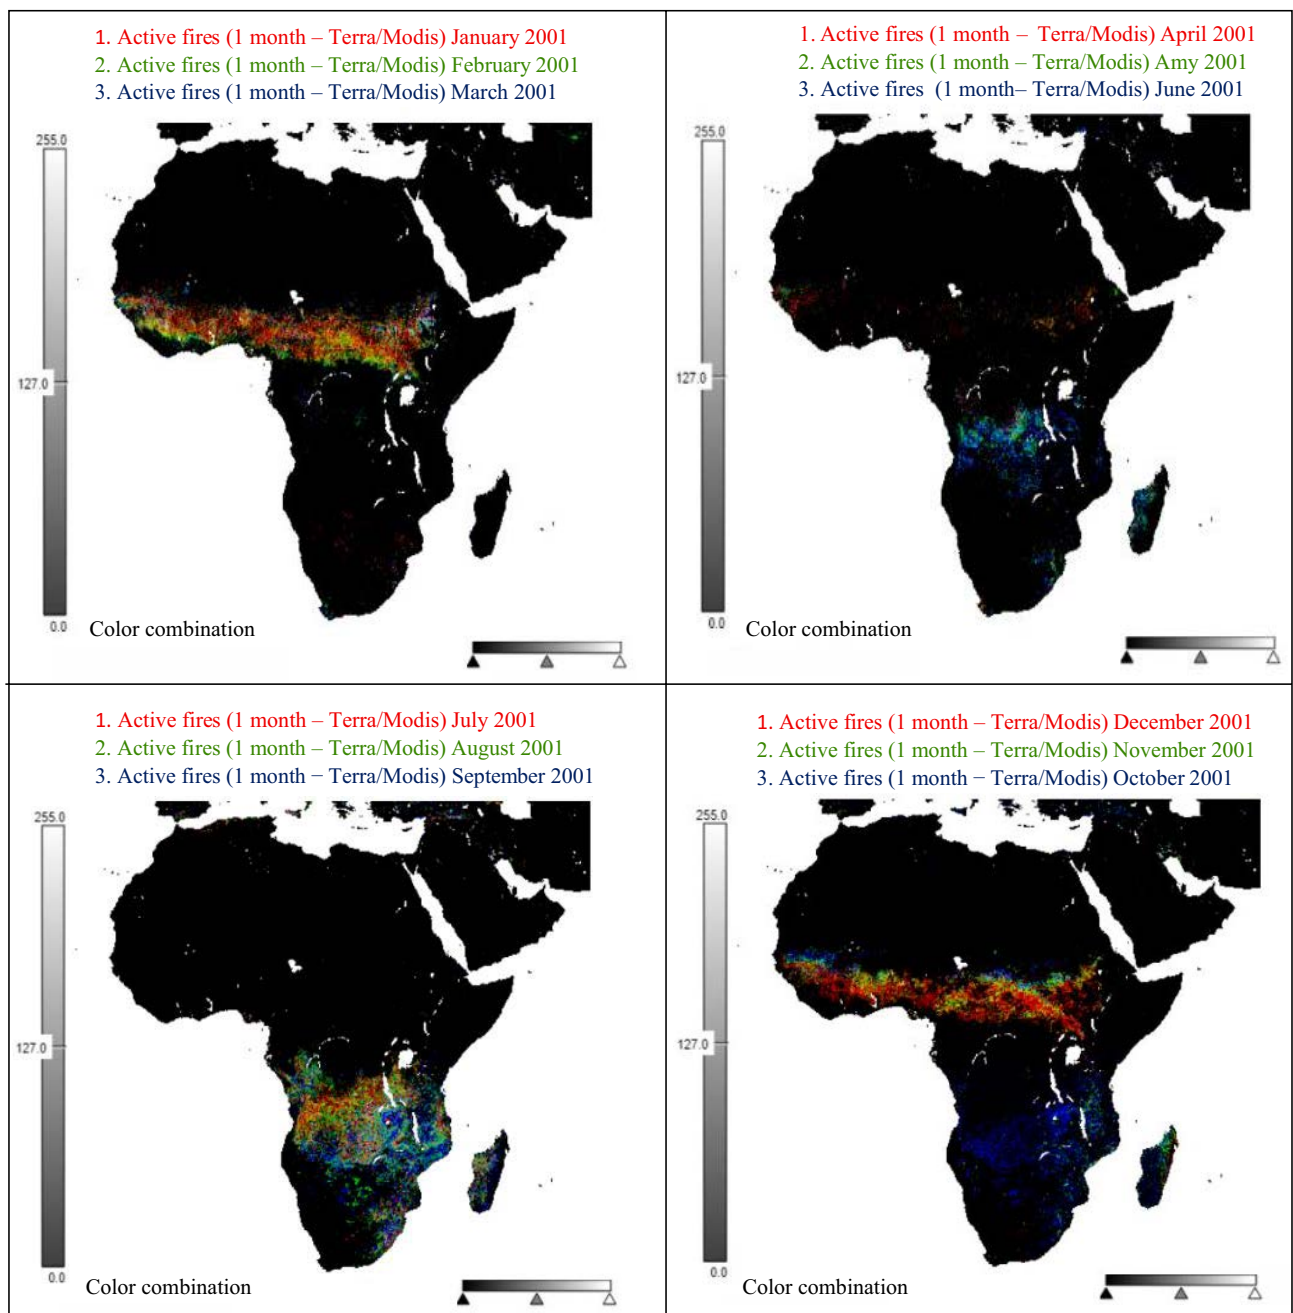 1. Active fires (1 month – Terra/Modis) January 2001
2. Active fires (1 month – Terra/Modis) February 2001
3. Active fires (1 month – Terra/Modis) March 2001
255.0
127.0
0.0
Color combination
1. Active fires (1 month – Terra/Modis) April 2001
2. Active fires (1 month – Terra/Modis) Amy 2001
3. Active fires (1 month– Terra/Modis) June 2001
255.0
127.0
0.0
Color combination
1. Active fires (1 month – Terra/Modis) July 2001
2. Active fires (1 month – Terra/Modis) August 2001
3. Active fires (1 month – Terra/Modis) September 2001
255.0
127.0
0.0
Color combination
1. Active fires (1 month – Terra/Modis) December 2001
2. Active fires (1 month – Terra/Modis) November 2001
3. Active fires (1 month – Terra/Modis) October 2001
255.0
127.0
0.0
Color combination